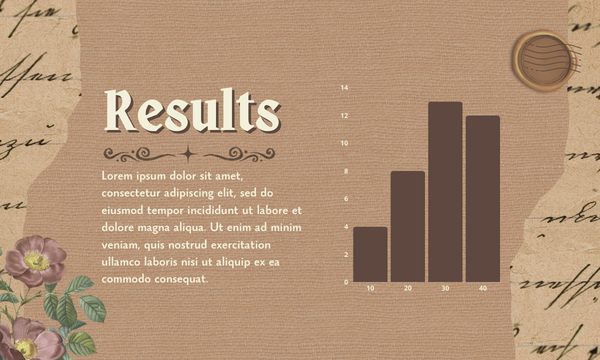 Results
Lorem ipsum dolor sit amet,
consectetur adipiscing elit, sed do
eiusmod tempor incididunt ut labore et
dolore magna aliqua. Ut enim ad minim
veniam, quis nostrud exercitation
ullamco laboris nisi ut aliquip ex ea
commodo consequat.
14
12
10
8
6
4
2
0
10 20 30 40